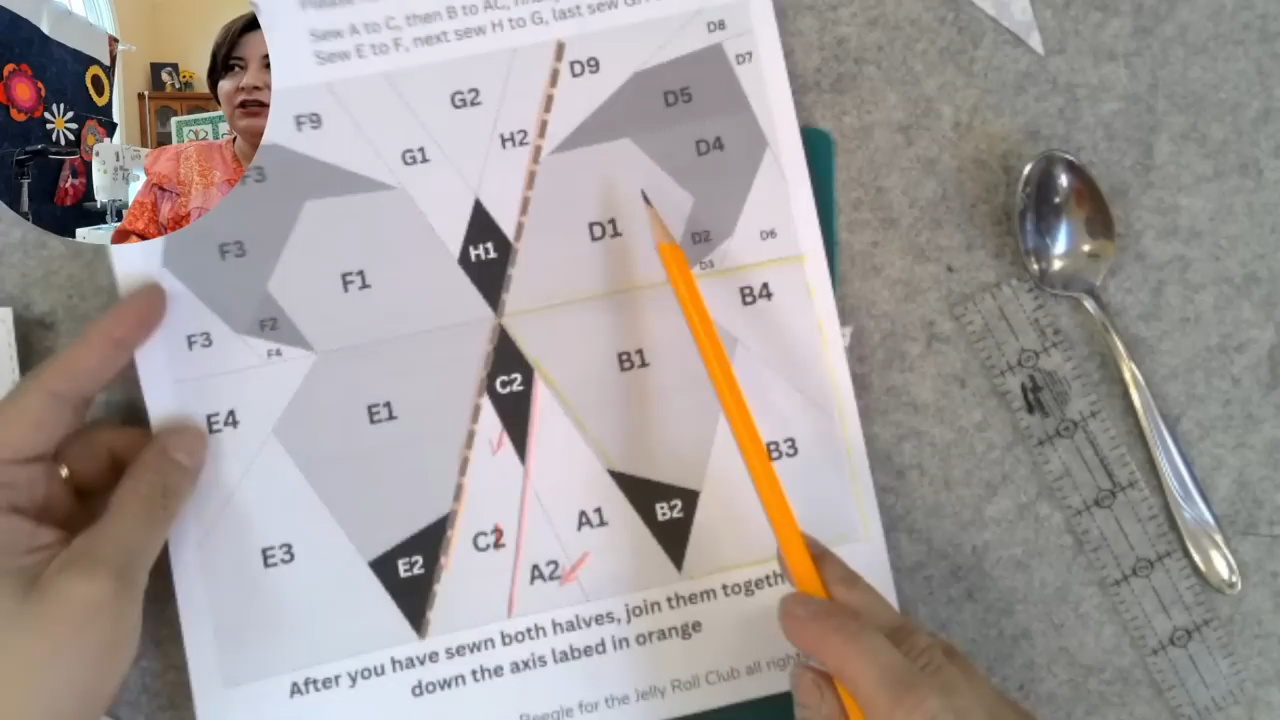 Sew A to C, then B to AC,
Sew E to F, next sew H to G, last sew
D8
D9
D7
G2
D5
F9
H2
G1
D4
F3
D1
F3
H1
D2
D6
D3
F1
B4
F2
F3
F4
B1
C2
E4
E1
B3
A1
B2
C2
E3
E2
A2
After you have sewn both halves, join them
down the axis labed in orange
Beegle for the Jelly Roll Club all